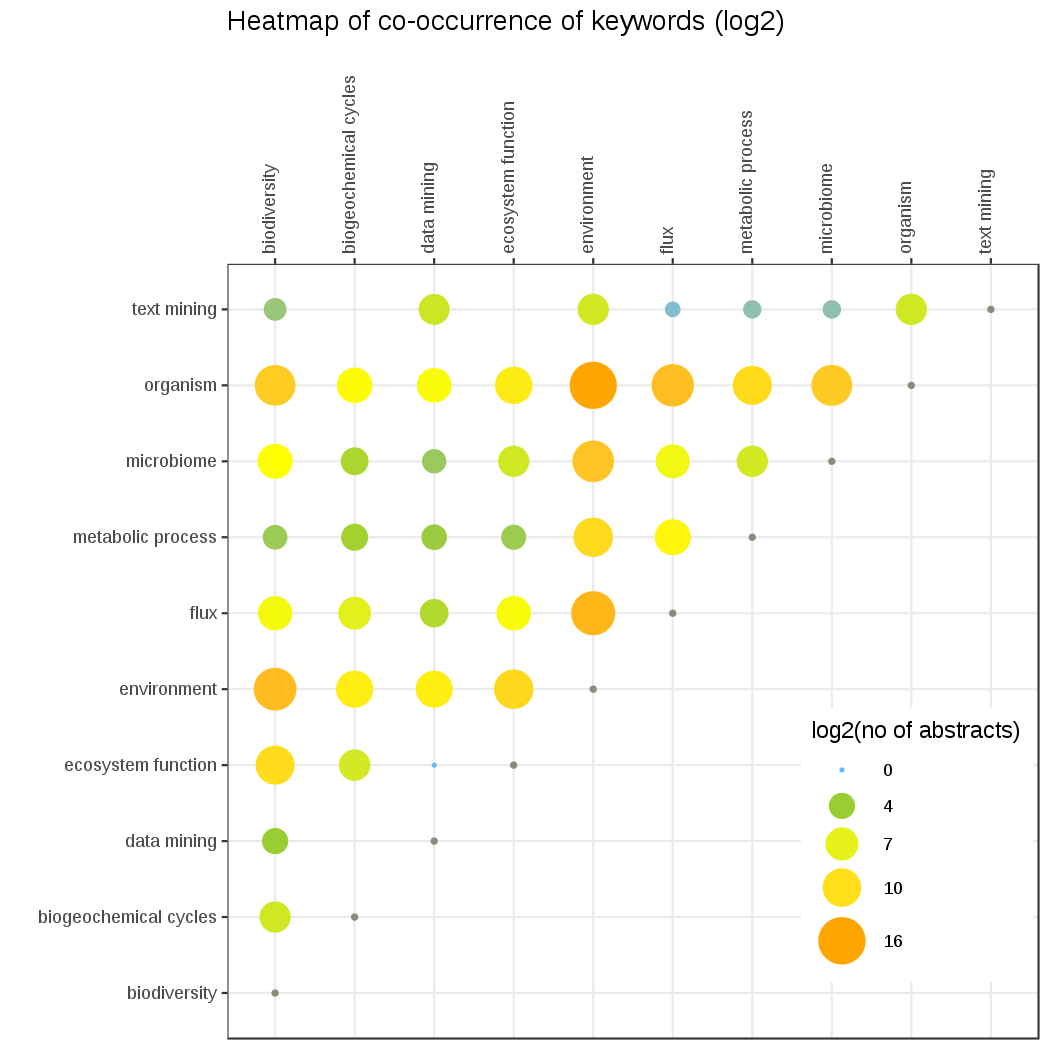 Heatmap of co-occurrence of keywords (log2)
biodiversity
biogeochemical cycles
data mining
ecosystem function
environment
flux
metabolic process
microbiome
organism
text mining
text mining
organism
microbiome
metabolic process
flux
environment
ecosystem function
data mining
biogeochemical cycles
biodiversity
log2(no of abstracts)
0
4
7
10
16